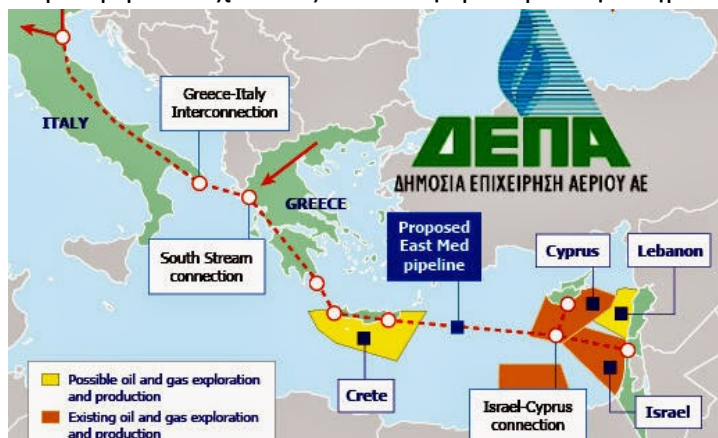 ΔΕΠΑ
ΔΗΜΟΣΙΑ ΕΠΙΧΕΙΡΗΣΗ ΑΕΡΙΟΥ ΑΕ
Greece-Italy
Interconnection
ITALY
GREECE
South Stream
connection
Proposed
East Med
pipeline
Cyprus
Lebanon
Crete
Israel-Cyprus
connection
Israel
Possible oil and gas exploration
and production
Existing oil and gas exploration
and production